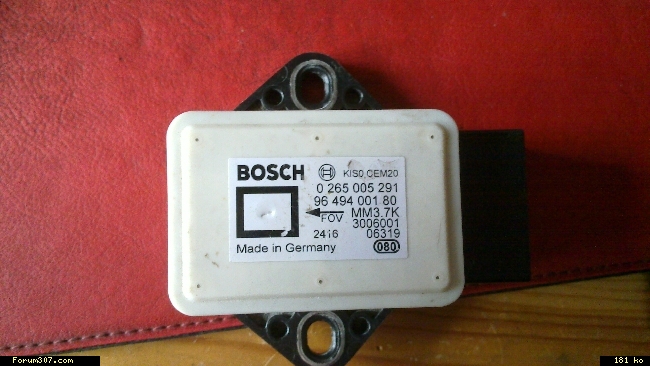 BOSCH KIS0 OEM20
0 265 005 291
96 494 001 80
MM3.7K
FOV 3006001
2416 06319
Made in Germany 080
Forum307.com 181 ko